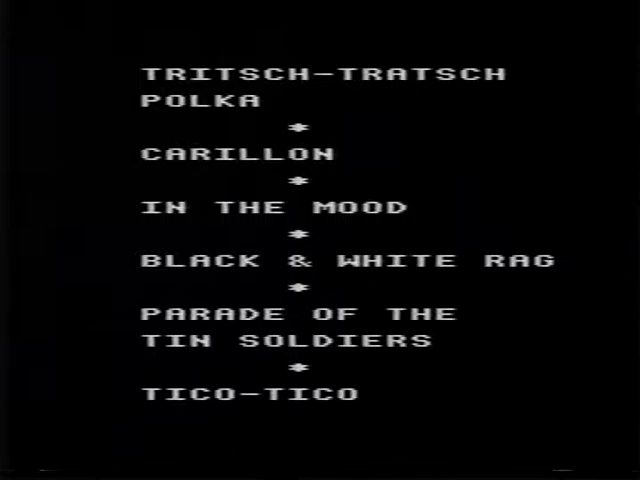 TRITSCH-TRATSCH
POLKA
*
CARILLON
*
IN THE MOOD
*
BLACK & WHITE RAG
*
PARADE OF THE
TIN SOLDIERS
*
TICO-TICO